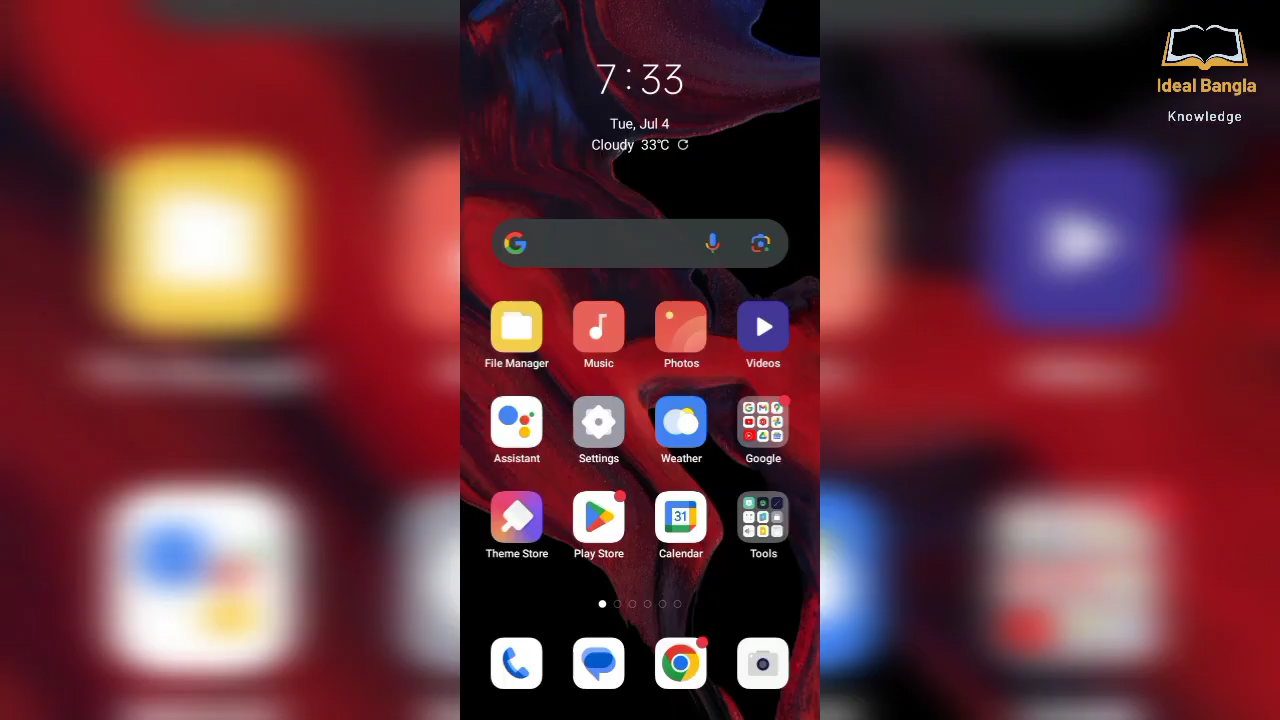 7:33
Tue, Jul 4
Cloudy 33℃
File Manager
Music
Photos
Videos
Assistant
Settings
Weather
Google
Theme Store
Play Store
31
Calendar
Tools
Ideal Bangla
Knowledge